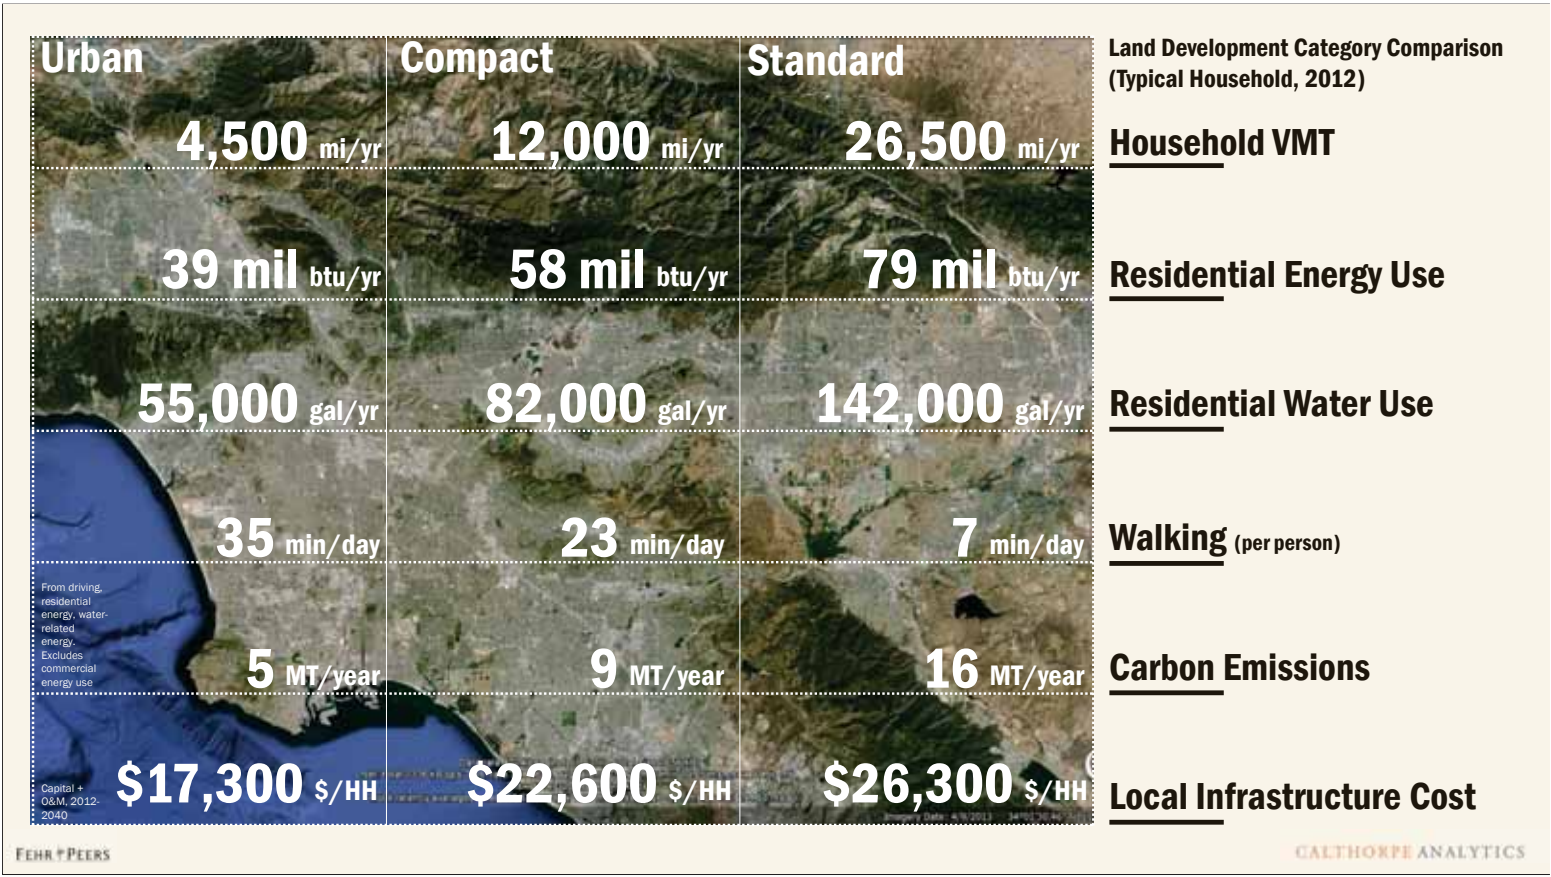 Urban
Compact
Standard
Land Development Category Comparison
(Typical Household, 2012)
4,500 mi/yr
12,000 mi/yr
26,500 mi/yr
Household VMT
39 mil btu/yr
58 mil btu/yr
79 mil btu/yr
Residential Energy Use
55,000 gal/yr
82,000 gal/yr
142,000 gal/yr
Residential Water Use
35 min/day
23 min/day
7 min/day
Walking (per person)
From driving,
residential
energy, water-
related
energy.
Excludes
commercial
energy use
5 MT/year
9 MT/year
16 MT/year
Carbon Emissions
Capital +
O&M, 2012-
2040
$17,300 $/HH
$22,600 $/HH
$26,300 $/HH
Local Infrastructure Cost
FEHR PEERS
CALTHORPE ANALYTICS